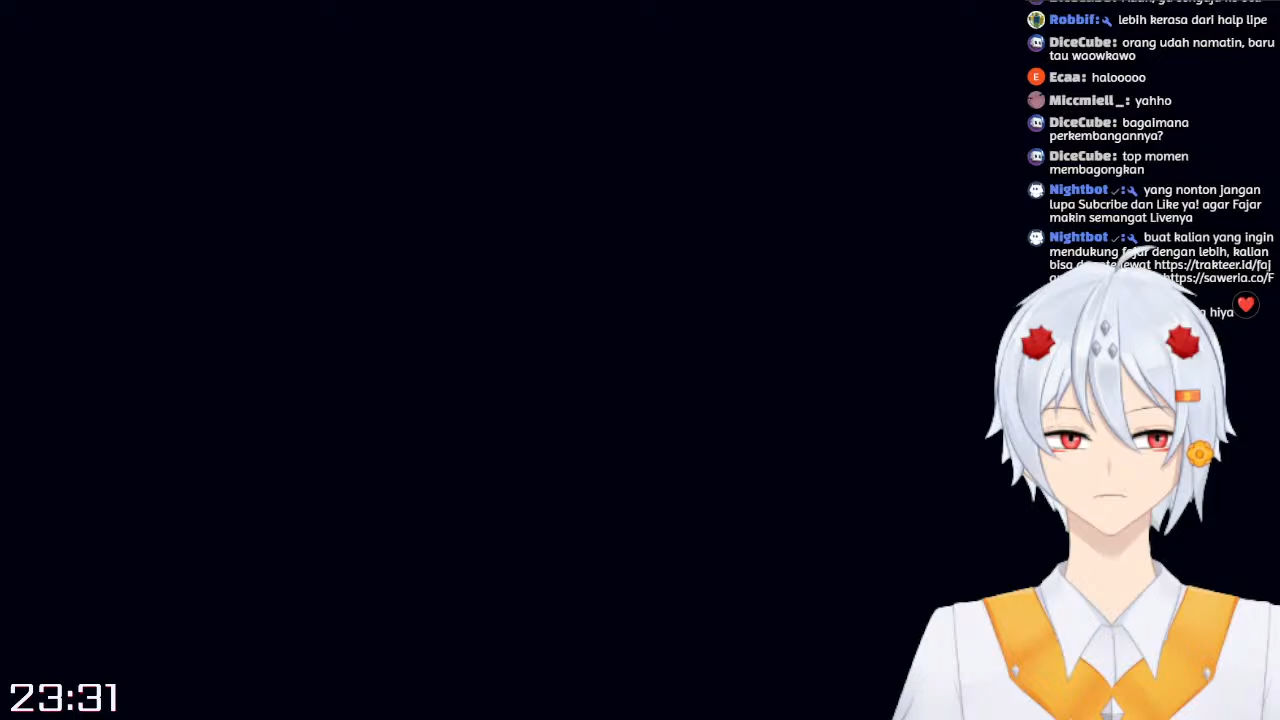 Robbif: lebih kerasa dari halp lipe
DiceCube: orang udah namatin, baru
tau waowkawo
Ecaa: halooooo
Miccmiell_: yahho
DiceCube: bagaimana
perkembangannya?
DiceCube: top momen
membagongkan
Nightbot: yang nonton jangan
lupa Subcribe dan Like ya! agar Fajar
makin semangat Livenya
Nightbot: buat kalian yang ingin
mendukung fajar dengan lebih, kalian
bisa https://trakteer.id/faj
https://saweria.co/F
hiya
E
23:31